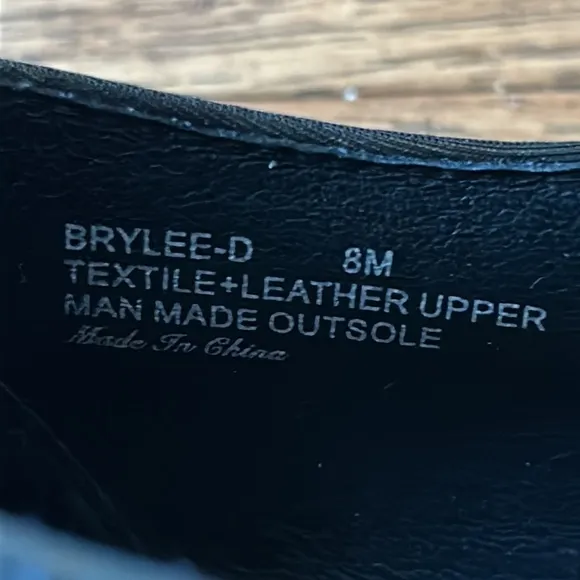 BRYLEE-D 8M
TEXTILE+LEATHER UPPER
MAN MADE OUTSOLE
Made In China